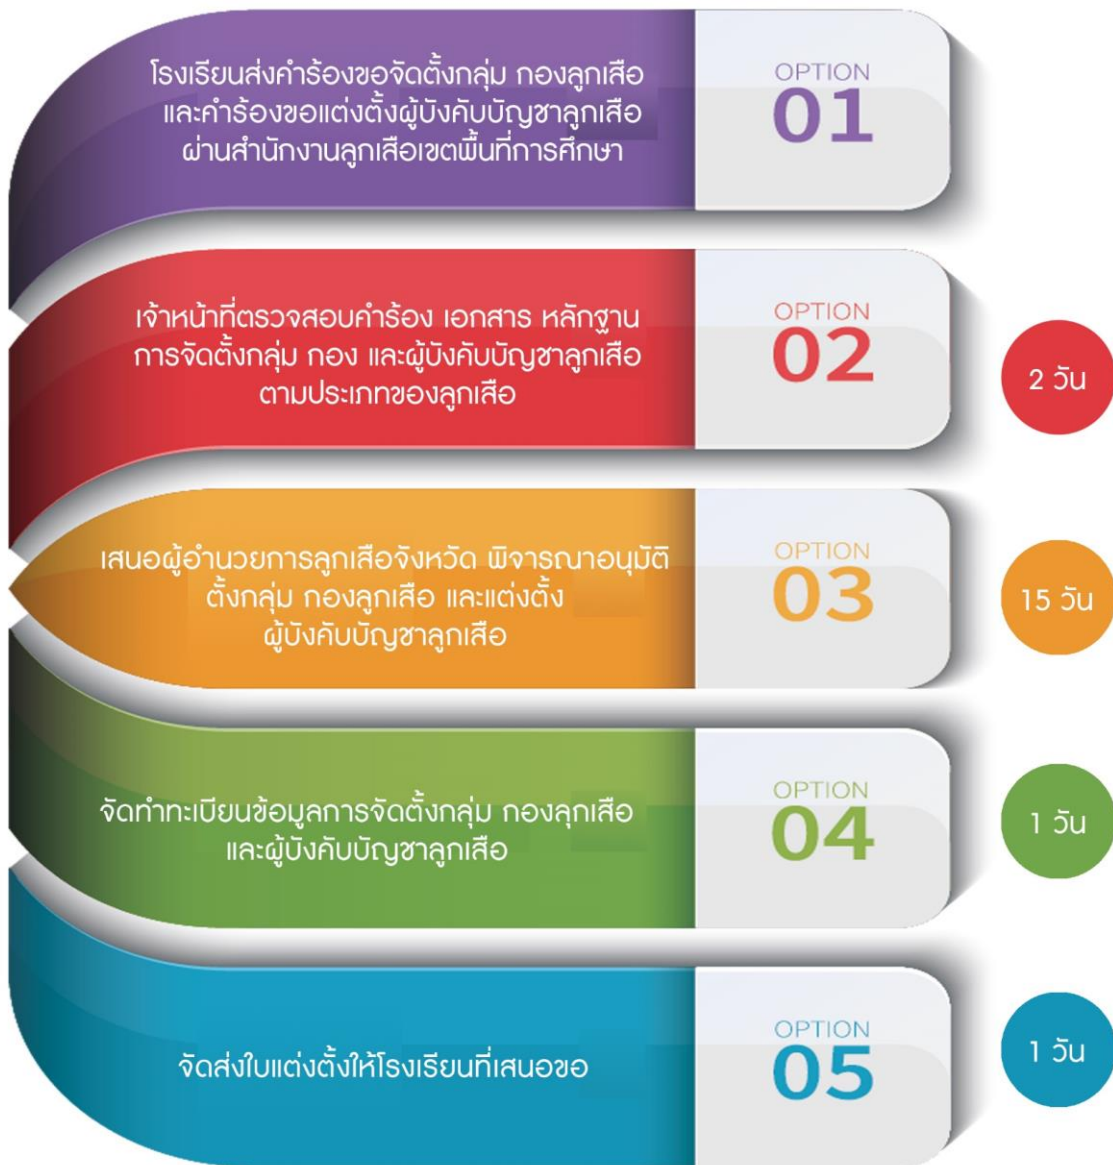 โรงเรียนส่งคำร้องขอจัดตั้งกลุ่ม กองลูกเสือ
และคำร้องขอแต่งตั้งผู้บังคับบัญชาลูกเสือ
ผ่านสำนักงานลูกเสือเขตพื้นที่การศึกษา
OPTION
01
เจ้าหน้าที่ตรวจสอบคำร้อง เอกสาร หลักฐาน
การจัดตั้งกลุ่ม กอง และผู้บังคับบัญชาลูกเสือ
ตามประเภทของลูกเสือ
OPTION
02
2 วัน
เสนอผู้อำนวยการลูกเสือจังหวัด พิจารณาอนุมัติ
ตั้งกลุ่ม กองลูกเสือ และแต่งตั้ง
ผู้บังคับบัญชาลูกเสือ
OPTION
03
15 วัน
จัดทำทะเบียนข้อมูลการจัดตั้งกลุ่ม กองลุกเสือ
และผู้บังคับบัญชาลูกเสือ
OPTION
04
1 วัน
จัดส่งใบแต่งตั้งให้โรงเรียนที่เสนอขอ
OPTION
05
1 วัน